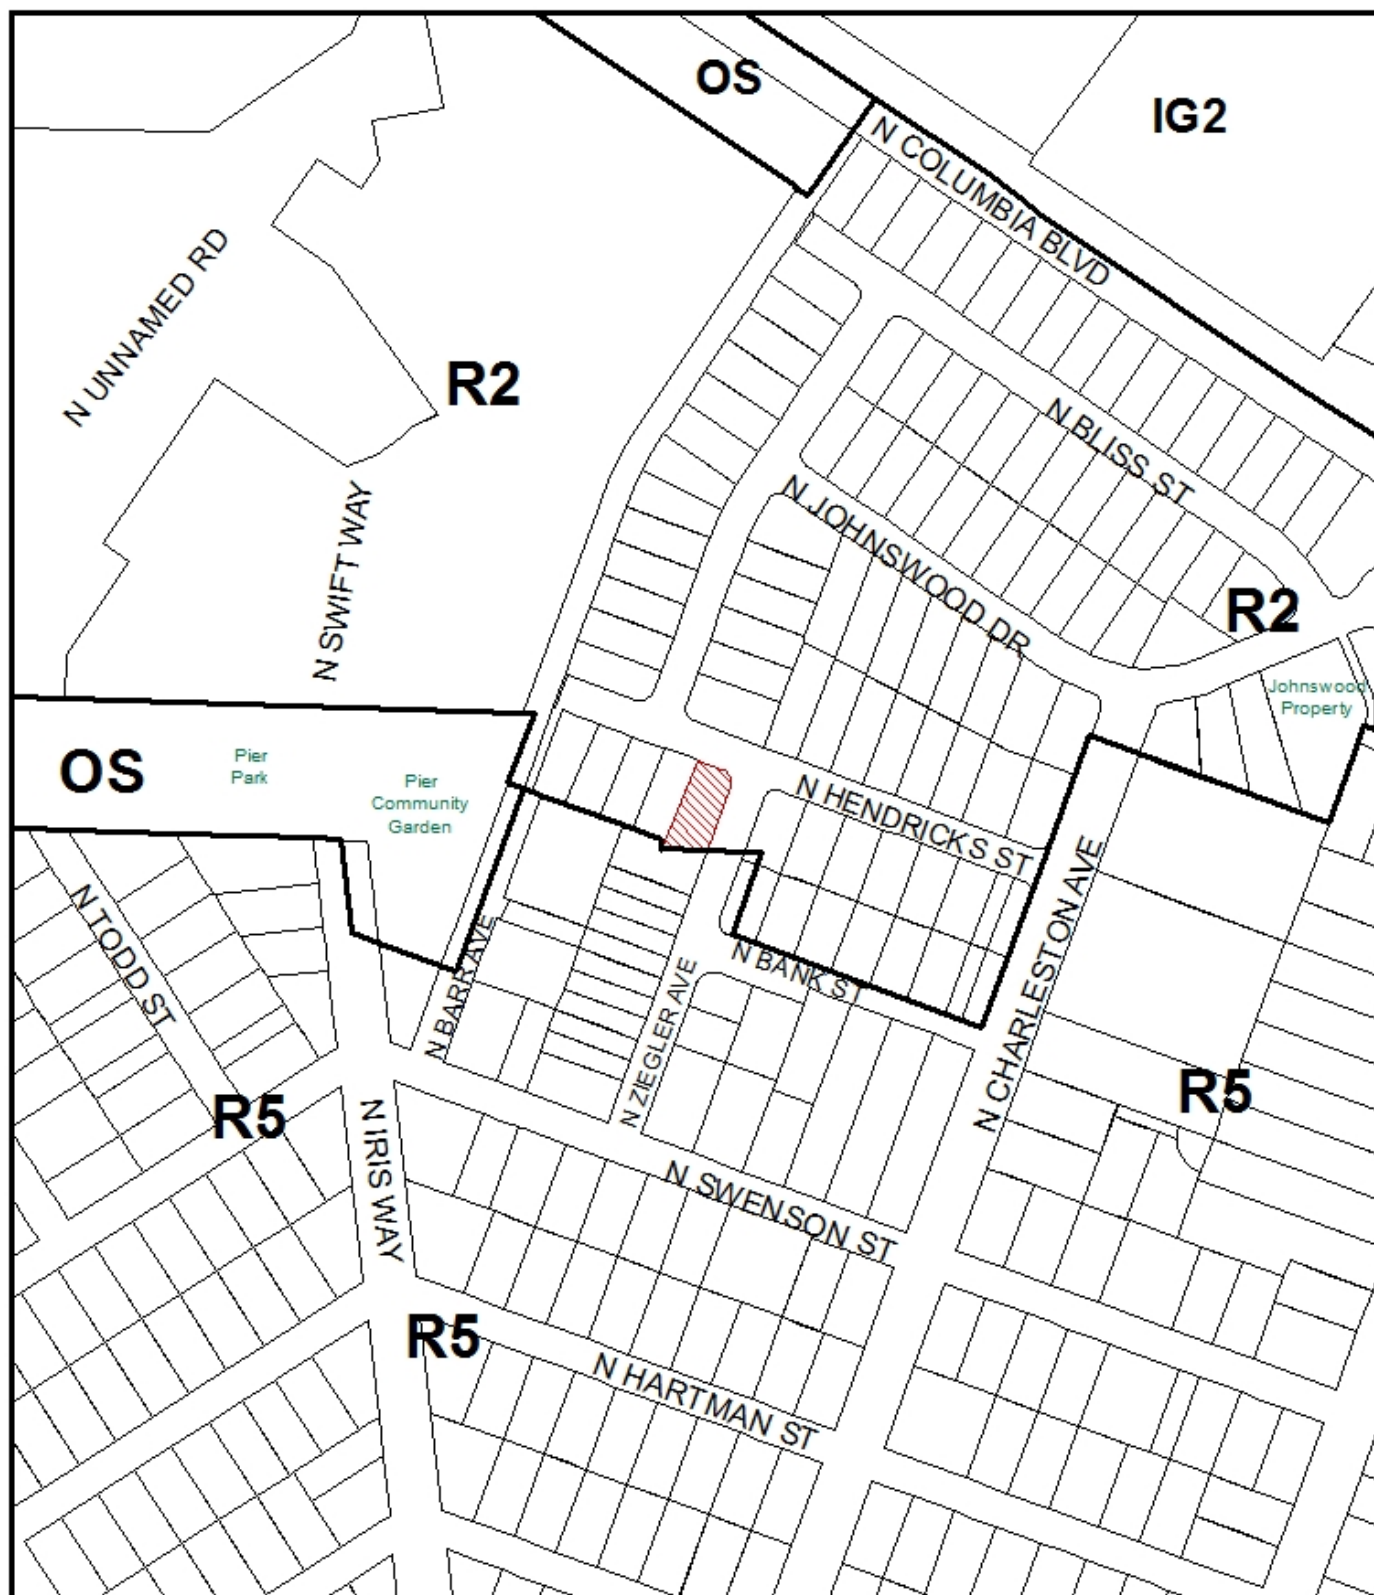 OS
IG2
N COLUMBIA BLVD
N UNNAMED RD
R2
N BLISS ST
N SWIFT WAY
N JOHNSWOOD DR
R2
Johnswood
Property
OS
Pier
Park
Pier
Community
Garden
N HENDRICKS ST
N TODD ST
N BARR AVE
N BANK ST
N ZIEGLER AVE
N CHARLESTON AVE
R5
R5
N IRIS WAY
N SWENSON ST
R5
N HARTMAN ST